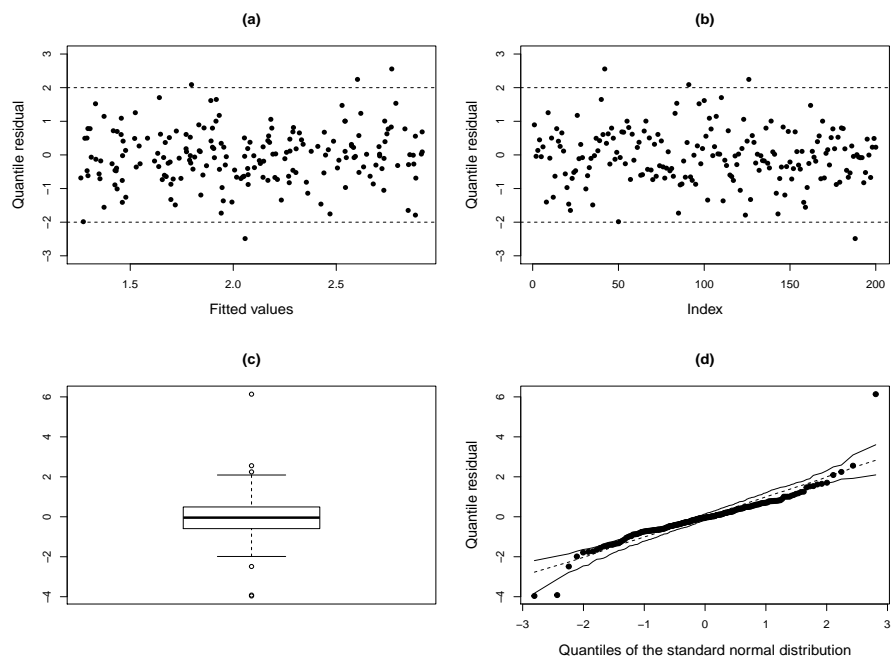 (a)
Quantile residual
3
2
1
0
−1
−2
−3
1.5 2.0 2.5
Fitted values
(b)
Quantile residual
3
2
1
0
−1
−2
−3
0 50 100 150 200
Index
(c)
6
4
2
0
−2
−4
(d)
Quantile residual
6
4
2
0
−2
−4
−3 −2 −1 0 1 2 3
Quantiles of the standard normal distribution